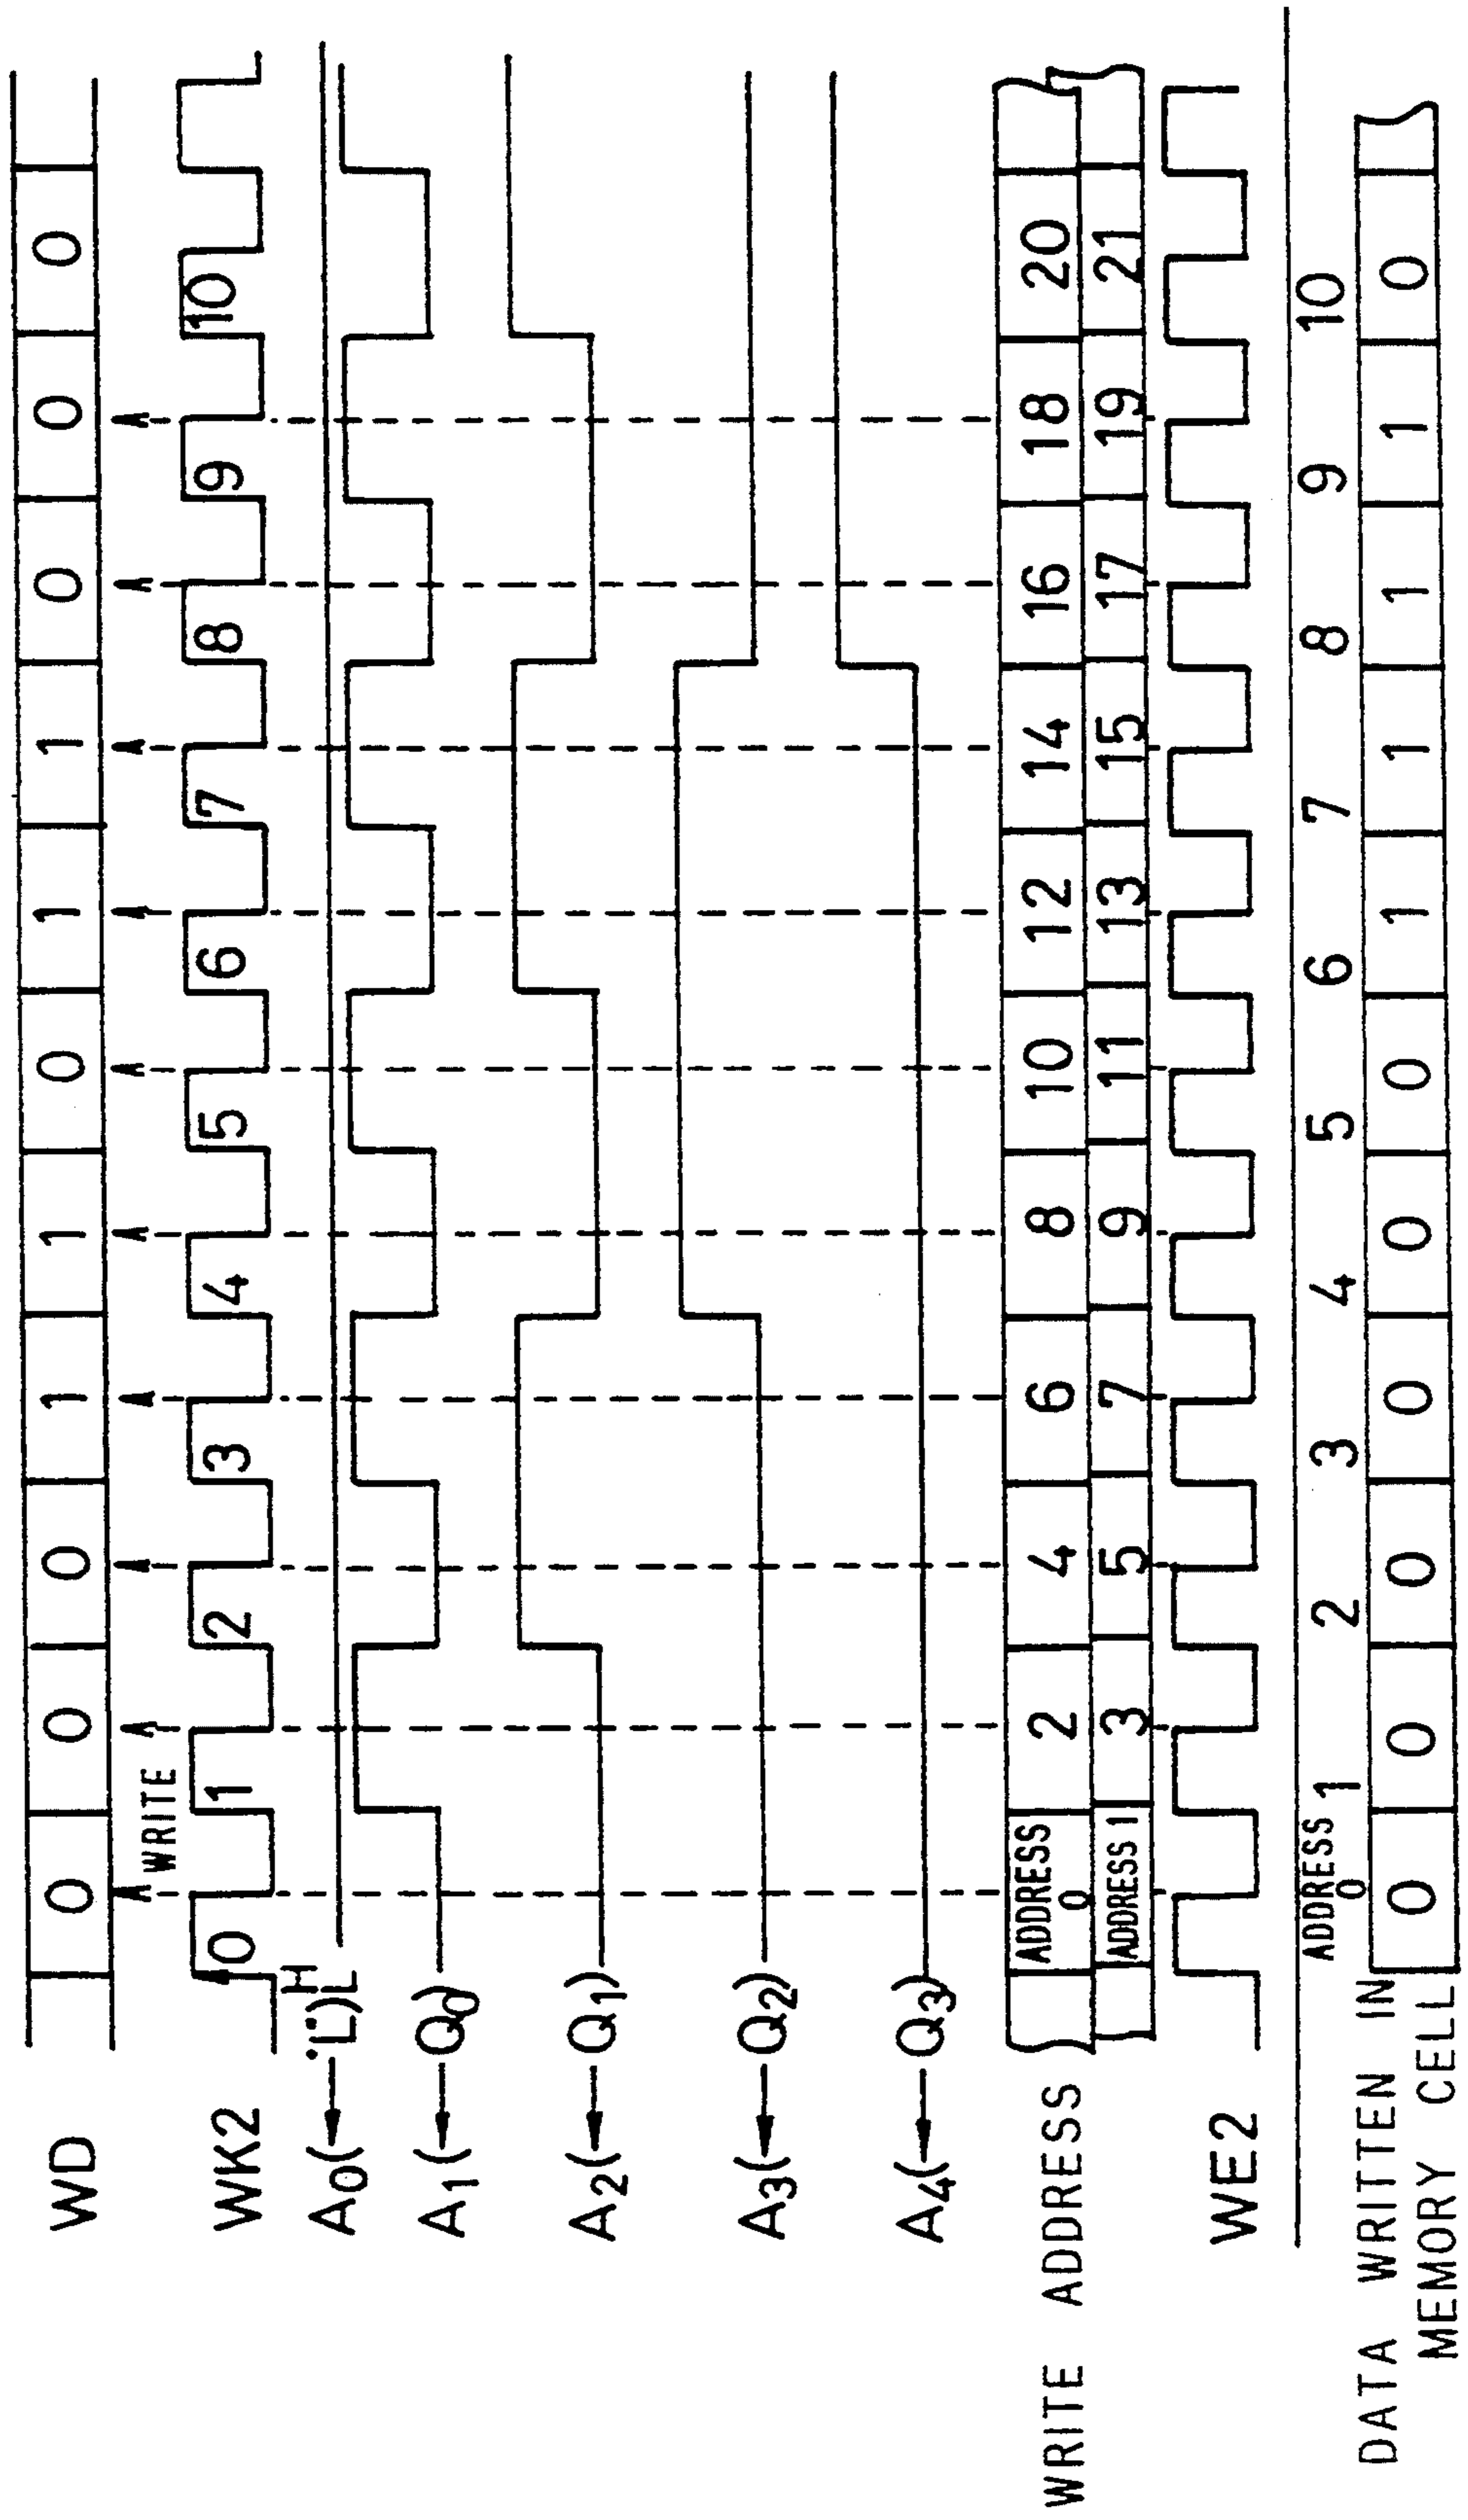 WD 0 0 0 1 1 0 1 1 0 0 0
WRITE
WK2 0 1 2 3 4 5 6 7 8 9 10
A0(←"L") H
L
A1(←Q0)
A2(←Q1)
A3(←Q2)
A4(←Q3)
WRITE ADDRESS
ADDRESS 0 2 4 6 8 10 12 14 16 18 20
ADDRESS 1 3 5 7 9 11 13 15 17 19 21
WE2
ADDRESS 0 1 2 3 4 5 6 7 8 9 10
DATA WRITTEN IN
MEMORY CELL
0 0 0 0 0 0 1 1 1 1 0